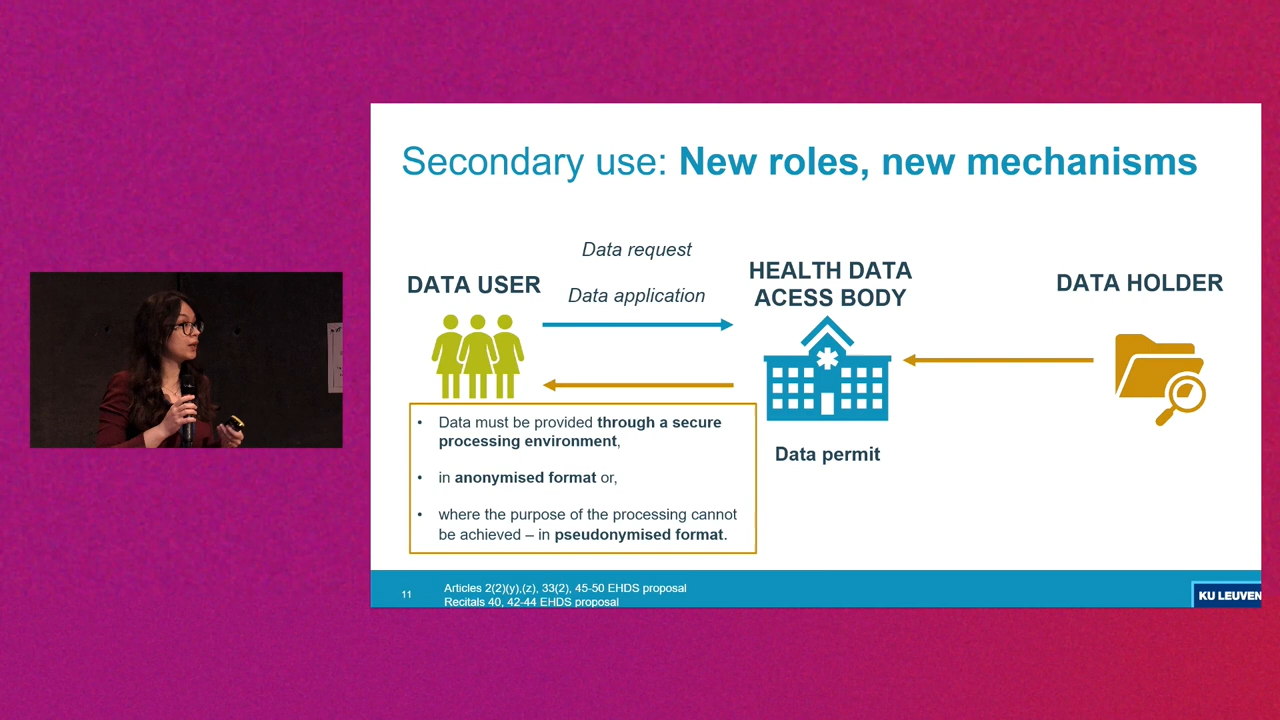 Secondary use: New roles, new mechanisms
Data request
DATA USER
Data application
HEALTH DATA
ACESS BODY
DATA HOLDER
• Data must be provided through a secure
processing environment,
• in anonymised format or,
• where the purpose of the processing cannot
be achieved – in pseudonymised format.
Data permit
11
Articles 2(2)(y),(z), 33(2), 45-50 EHDS proposal
Recitals 40, 42-44 EHDS proposal
KU LEUVEN